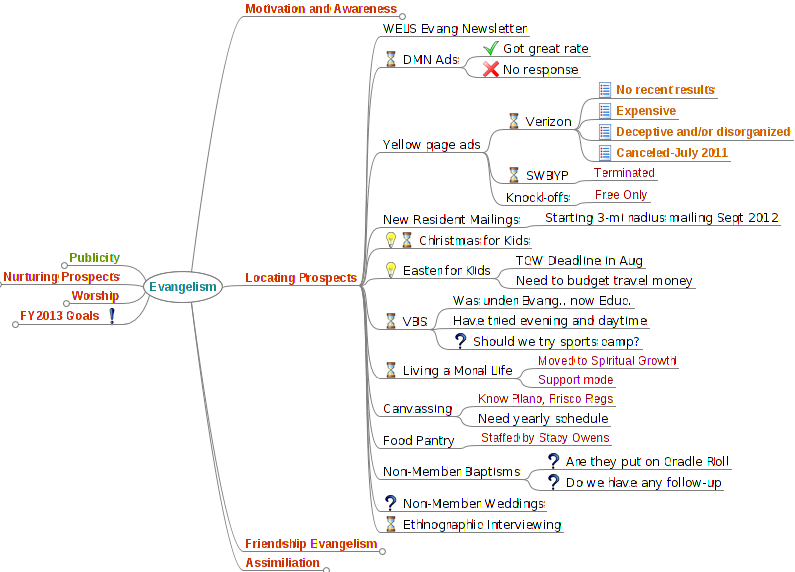 Motivation and Awareness
WELS Evang Newsletter
DMN Ads
Got great rate
No response
Yellow page ads
Verizon
No recent results
Expensive
Deceptive and/or disorganized
Canceled-July 2011
SWBYP
Terminated
Knock-offs
Free Only
New Resident Mailings
Starting 3-mi radius mailing Sept 2012
Christmas for Kids
Easter for Kids
TCW Deadline in Aug
Need to budget travel money
VBS
Was under Evang., now Educ.
Have tried evening and daytime
Should we try sports camp?
Living a Moral Life
Moved to Spiritual Growth
Support mode
Canvassing
Know Plano, Frisco Regs
Need yearly schedule
Food Pantry
Staffed by Stacy Owens
Non-Member Baptisms
Are they put on Cradle Roll
Do we have any follow-up
Non-Member Weddings
Ethnographic Interviewing
Locating Prospects
Evangelism
Publicity
Nurturing Prospects
Worship
FY2013 Goals
Friendship Evangelism
Assimiliation